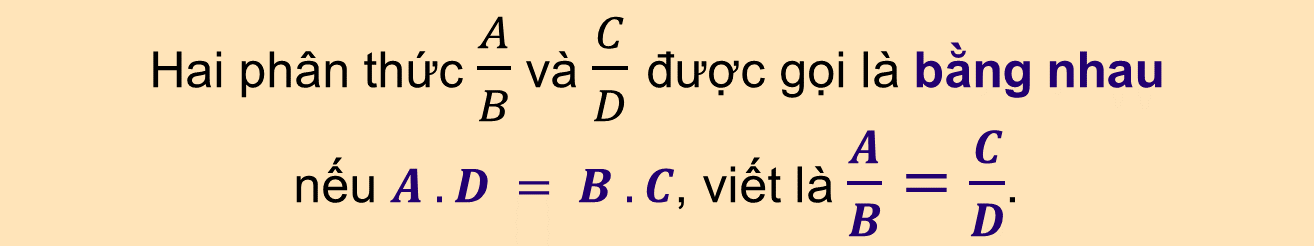 Hai phân thức A/B và C/D được gọi là bằng nhau
nếu A . D = B . C, viết là A/B = C/D.